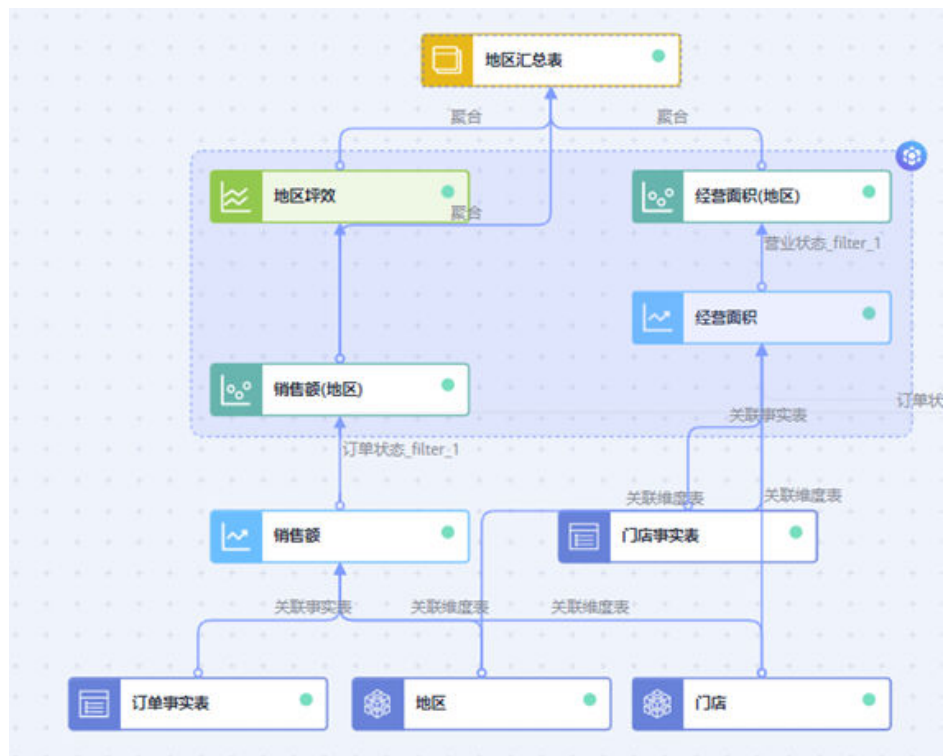 地区汇总表
聚合
聚合
地区坪效
经营面积(地区)
聚合
营业状态_filter_1
经营面积
销售额(地区)
订单状
关联事实表
订单状态_filter_1
关联维度表
关联维度表
销售额
门店事实表
关联事实表
关联维度表
关联维度表
订单事实表
地区
门店